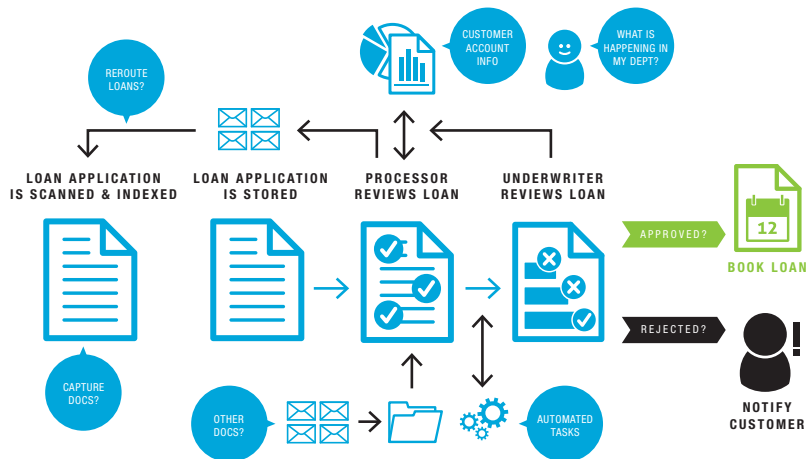 CUSTOMER
ACCOUNT
INFO
WHAT IS
HAPPENING IN
MY DEPT?
REROUTE
LOANS?
LOAN APPLICATION
IS SCANNED & INDEXED
LOAN APPLICATION
IS STORED
PROCESSOR
REVIEWS LOAN
UNDERWRITER
REVIEWS LOAN
12
APPROVED?
BOOK LOAN
REJECTED?
!
NOTIFY
CUSTOMER
CAPTURE
DOCS?
OTHER
DOCS?
AUTOMATED
TASKS